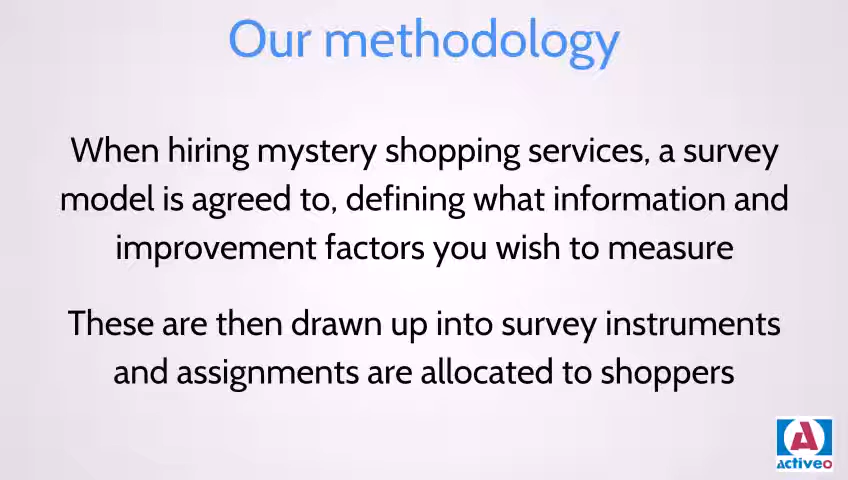 Our methodology
When hiring mystery shopping services, a survey
model is agreed to, defining what information and
improvement factors you wish to measure
These are then drawn up into survey instruments
and assignments are allocated to shoppers
A
ACTIVEO